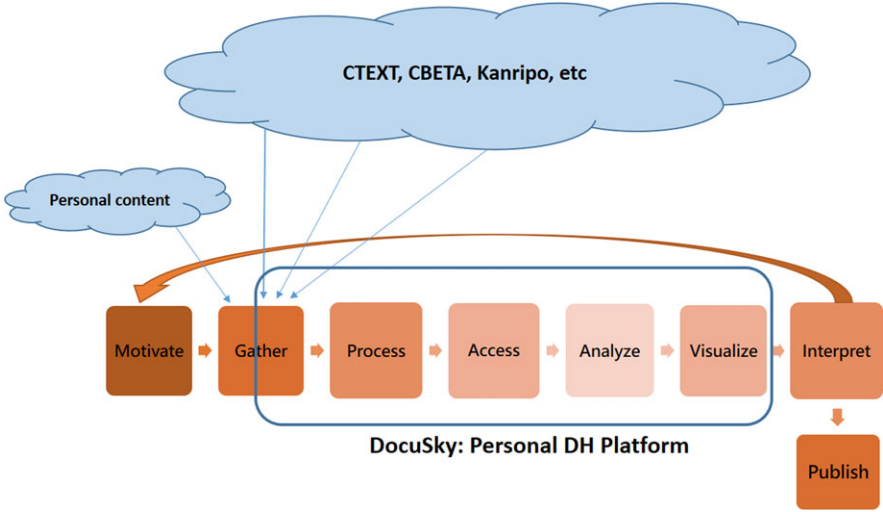 CTEXT, CBETA, Kanripo, etc
Personal content
Motivate
Gather
Process
Access
Analyze
Visualize
Interpret
DocuSky: Personal DH Platform
Publish